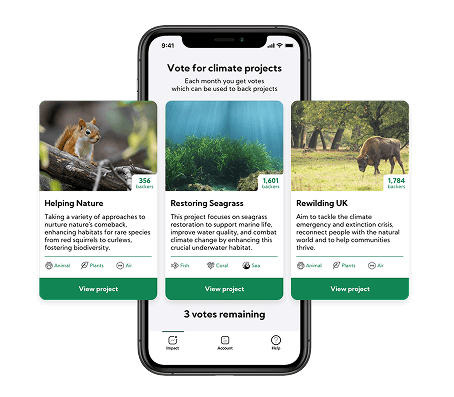 9:41
Vote for climate projects
Each month you get votes
which can be used to back projects
356
backers
Helping Nature
Taking a variety of approaches to
nurture nature's comeback,
enhancing habitats for rare species
from red squirrels to curlews,
fostering biodiversity.
Animal
Plants
Air
View project
1,601
backers
Restoring Seagrass
This project focuses on seagrass
restoration to support marine life,
improve water quality, and combat
climate change by enhancing this
crucial underwater habitat.
Fish
Coral
Sea
View project
1,784
backers
Rewilding UK
Aim to tackle the climate
emergency and extinction crisis,
reconnect people with the natural
world and to help communities
thrive.
Animal
Plants
Air
View project
3 votes remaining
Impact
Account
Help